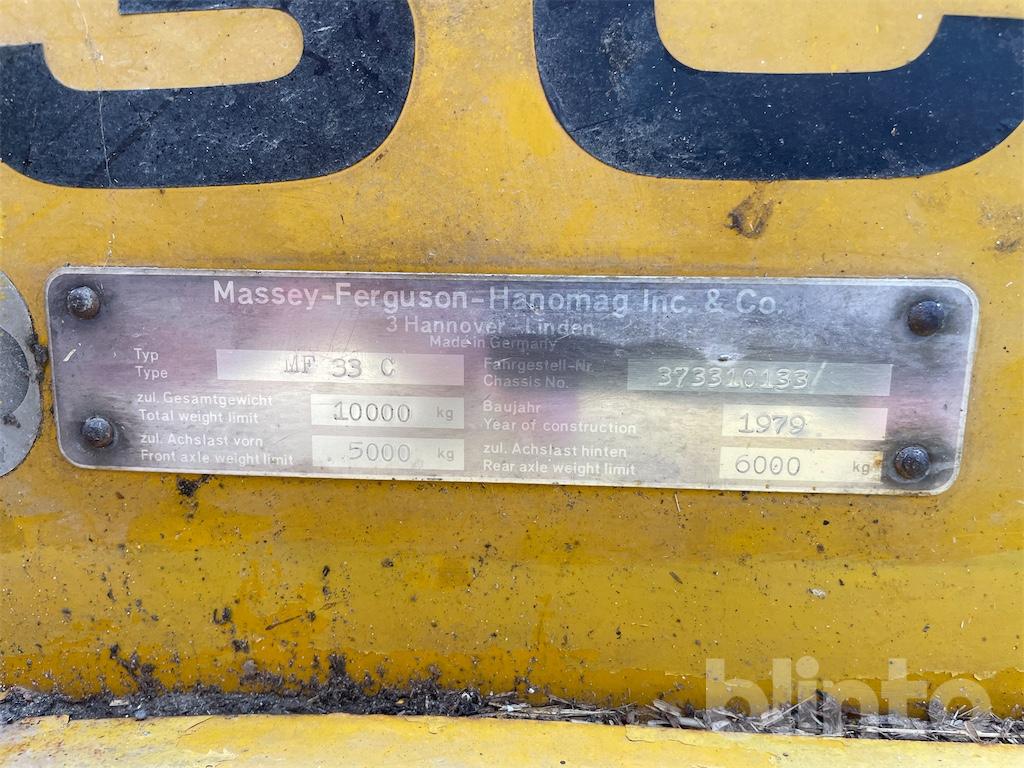 3C
Massey-Ferguson-Hanomag Inc. & Co.
3 Hannover-Linden
Made in Germany
Typ
Type MF 33 C
Fahrgestell-Nr.
Chassis No. 373310133/
zul. Gesamtgewicht
Total weight limit 10000 kg
Baujahr
Year of construction 1979
zul. Achslast vorn
Front axle weight limit 5000 kg
zul. Achslast hinten
Rear axle weight limit 6000 kg
blinto